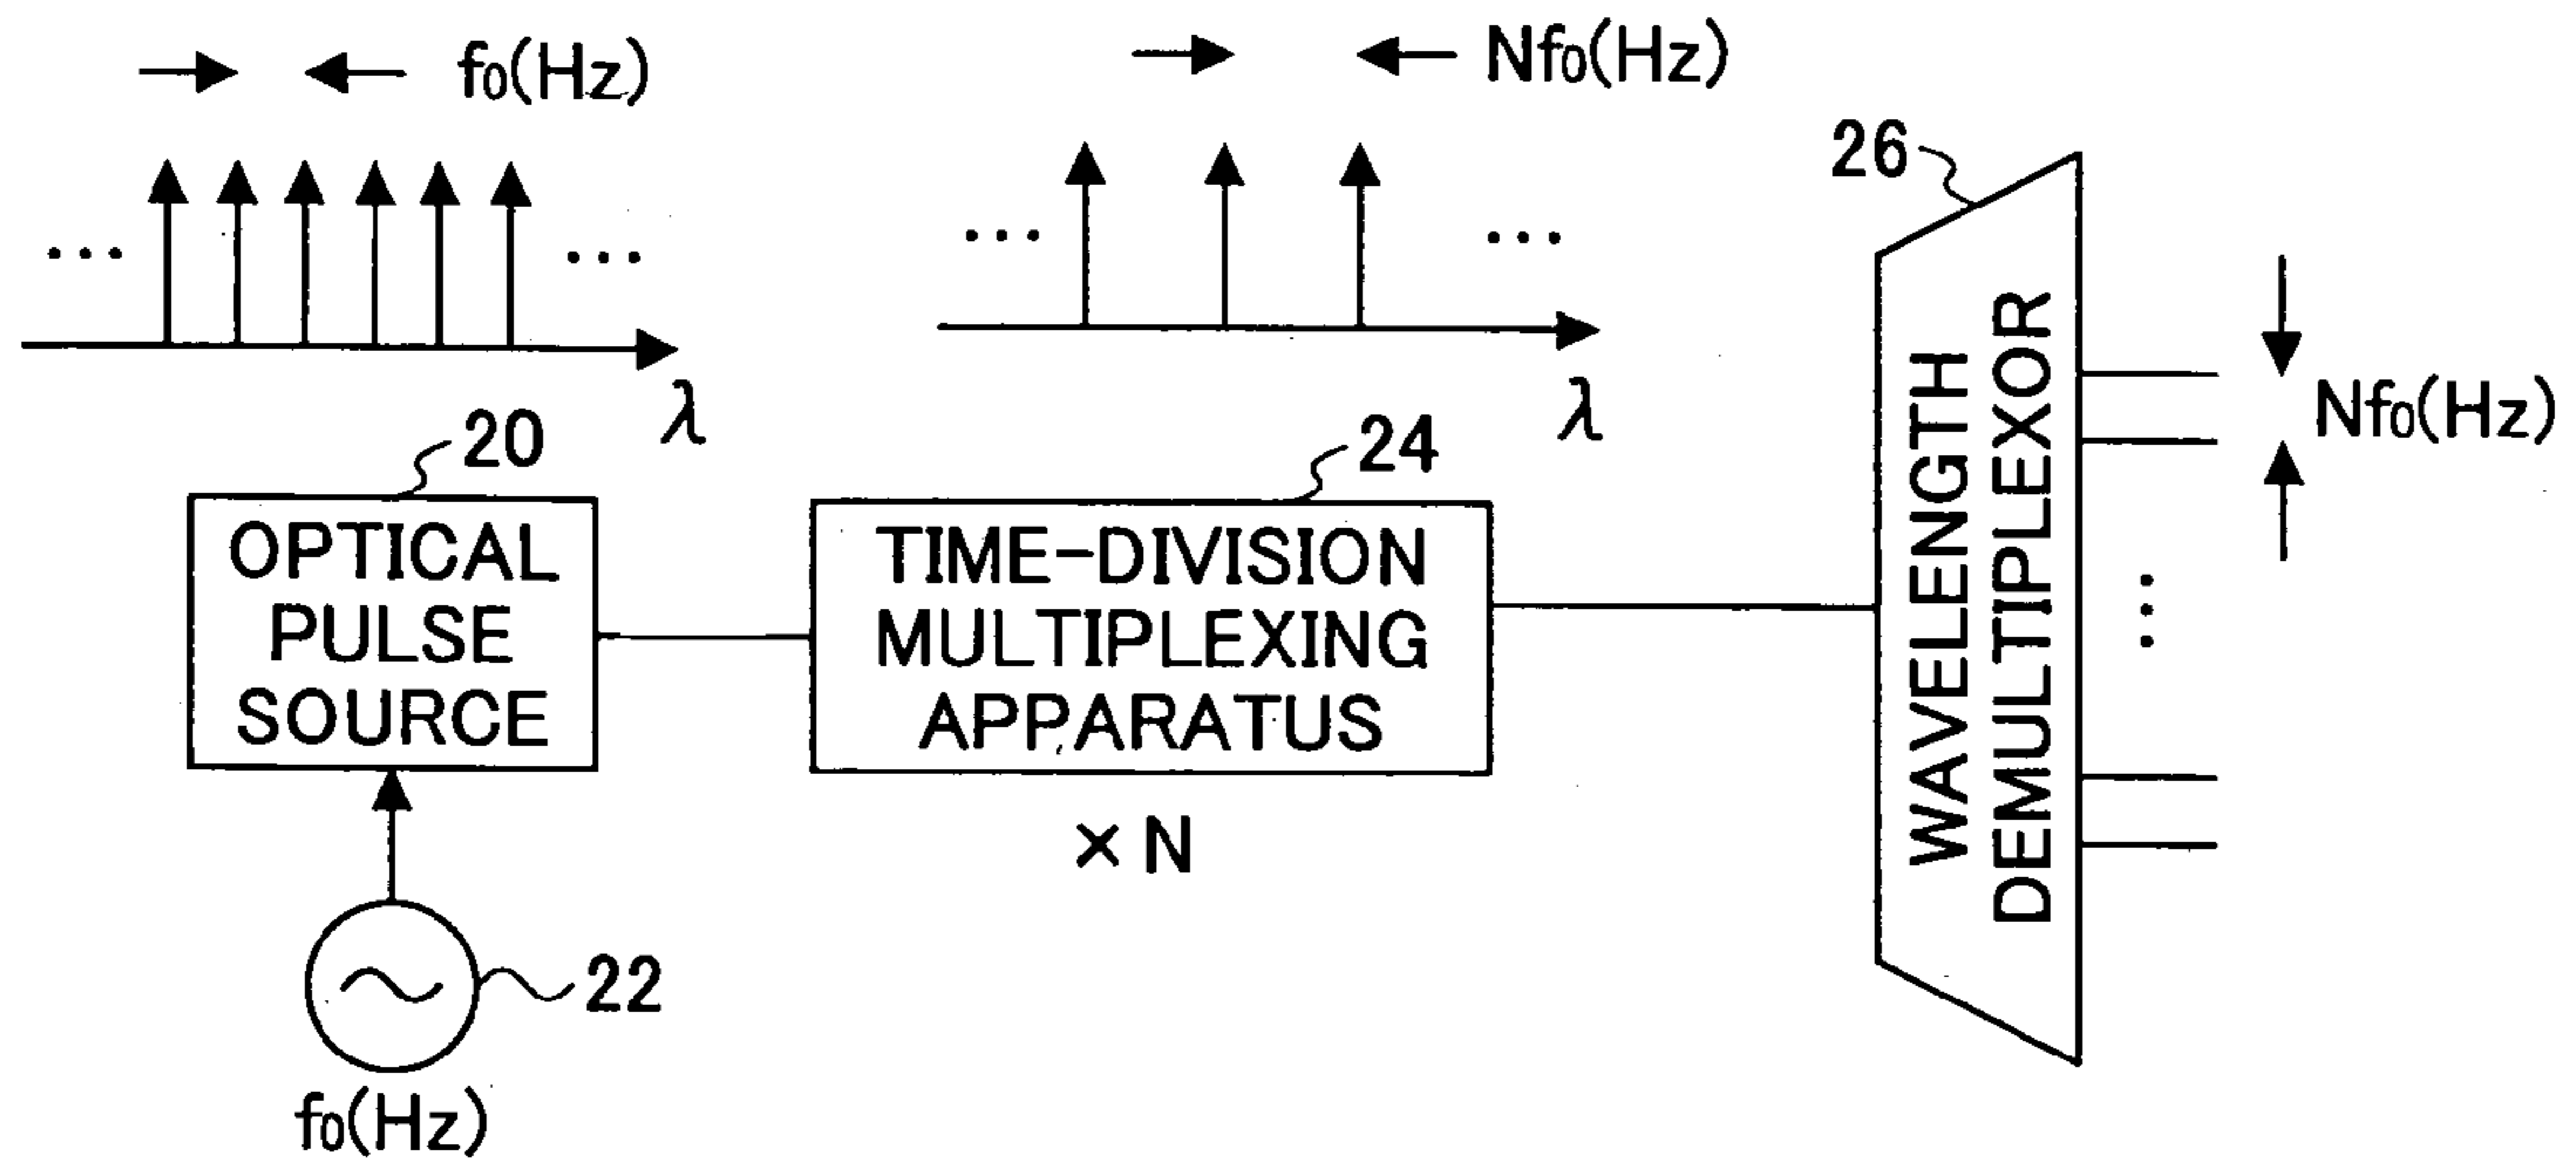 f0(Hz)
Nf0(Hz)
...
...
...
...
λ
λ
26
20
24
OPTICAL
PULSE
SOURCE
TIME-DIVISION
MULTIPLEXING
APPARATUS
× N
WAVELENGTH
DEMULTIPLEXOR
Nf0(Hz)
22
f0(Hz)